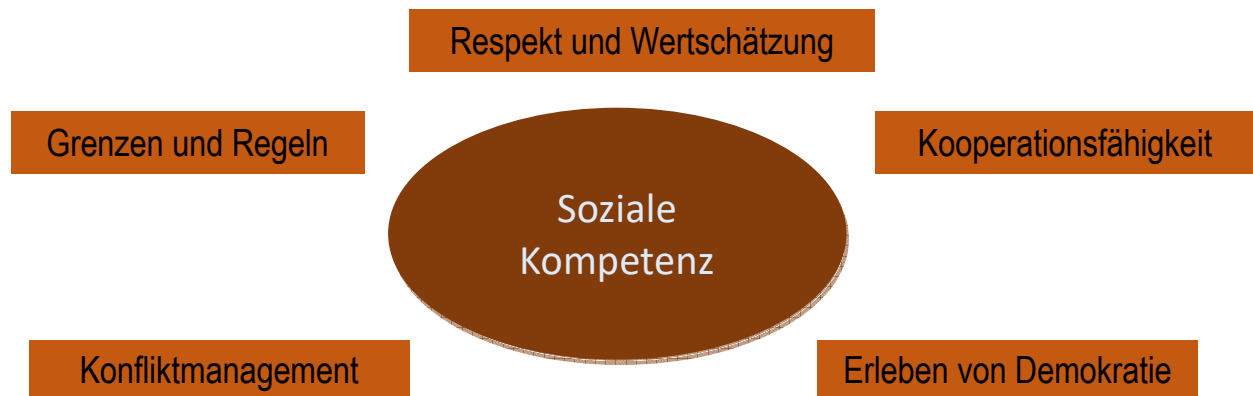 Respekt und Wertschätzung
Grenzen und Regeln
Kooperationsfähigkeit
Soziale
Kompetenz
Konfliktmanagement
Erleben von Demokratie